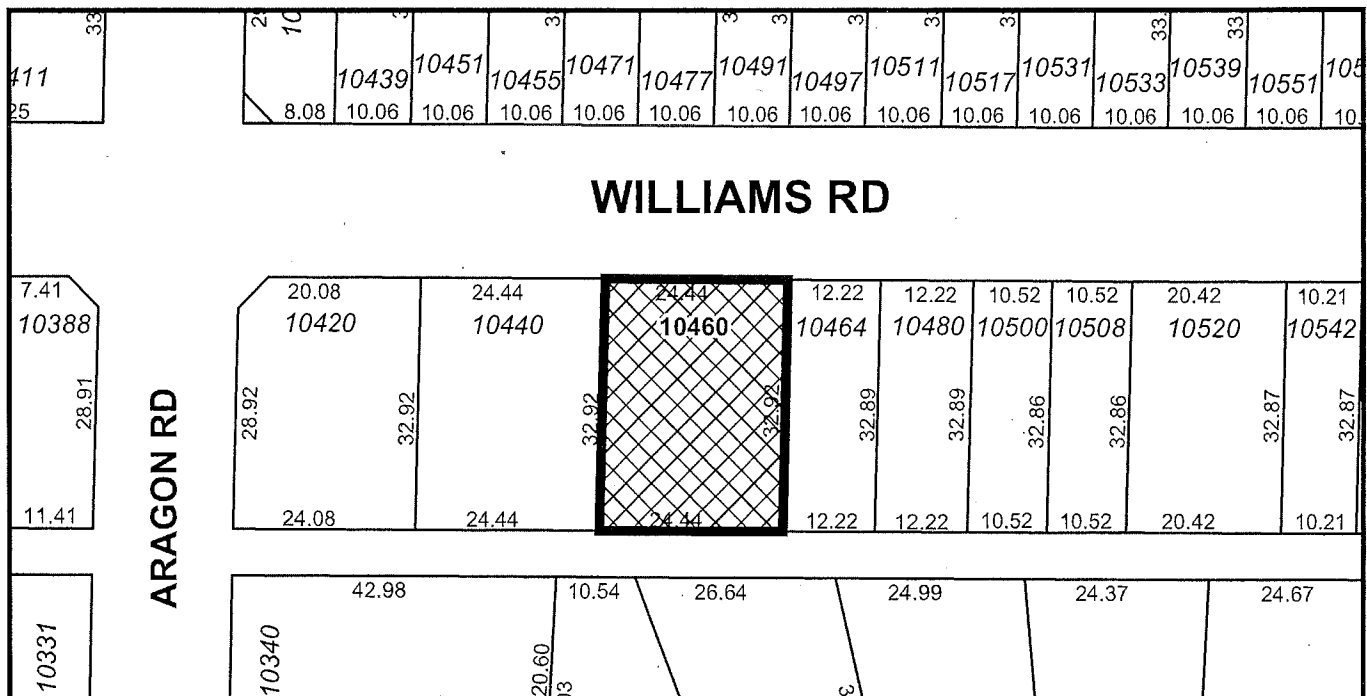 411
10439 10451 10455 10471 10477 10491 10497 10511 10517 10531 10533 10539 10551
25 8.08 10.06 10.06 10.06 10.06 10.06 10.06 10.06 10.06 10.06 10.06 10.06 10.06 10.06
33 33
WILLIAMS RD
7.41 20.08 24.44 24.44 12.22 12.22 10.52 10.52 20.42 10.21
10388 10420 10440 10460 10464 10480 10500 10508 10520 10542
28.91 28.92 32.92 32.92 32.92 32.89 32.89 32.86 32.86 32.87 32.87
11.41 24.08 24.44 24.44 12.22 12.22 10.52 10.52 20.42 10.21
ARAGON RD
42.98 10.54 26.64 24.99 24.37 24.67
10331 10340 20.60